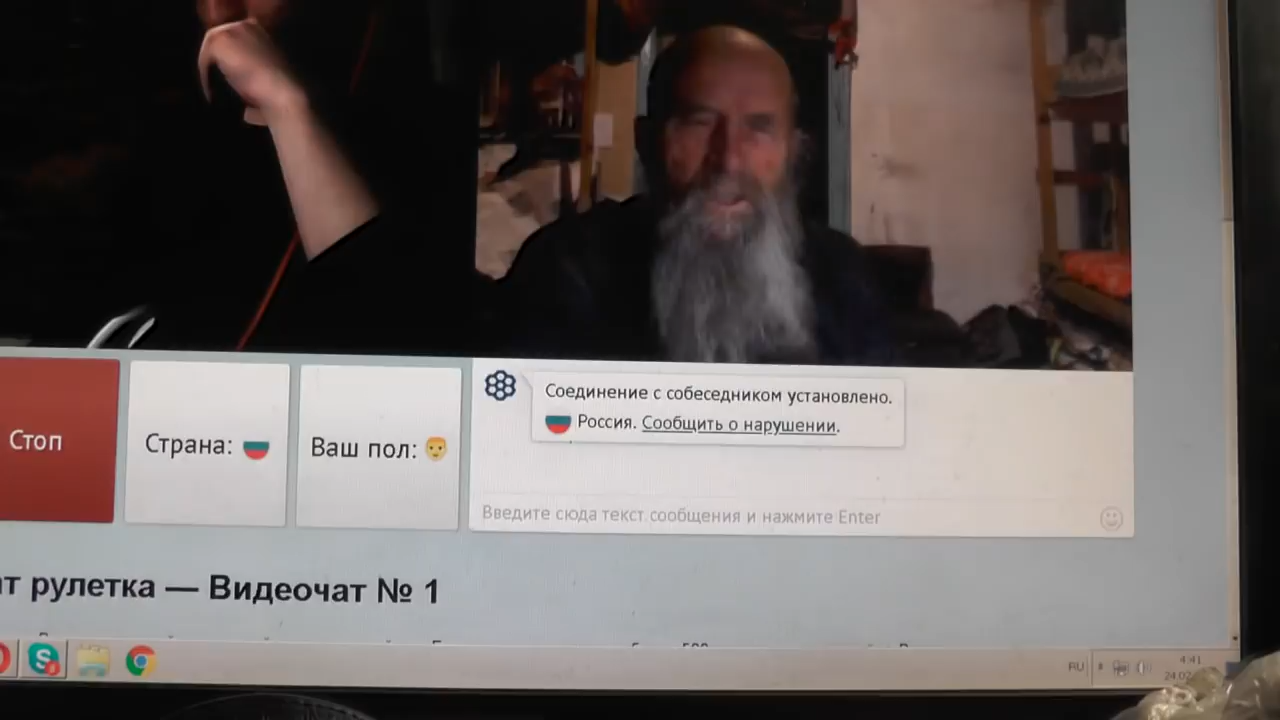 Соединение с собеседником установлено.
Россия. Сообщить о нарушении.
Стоп
Страна:
Ваш пол:
Введите сюда текст сообщения и нажмите Enter
ат рулетка — Видеочат № 1
RU
4:41